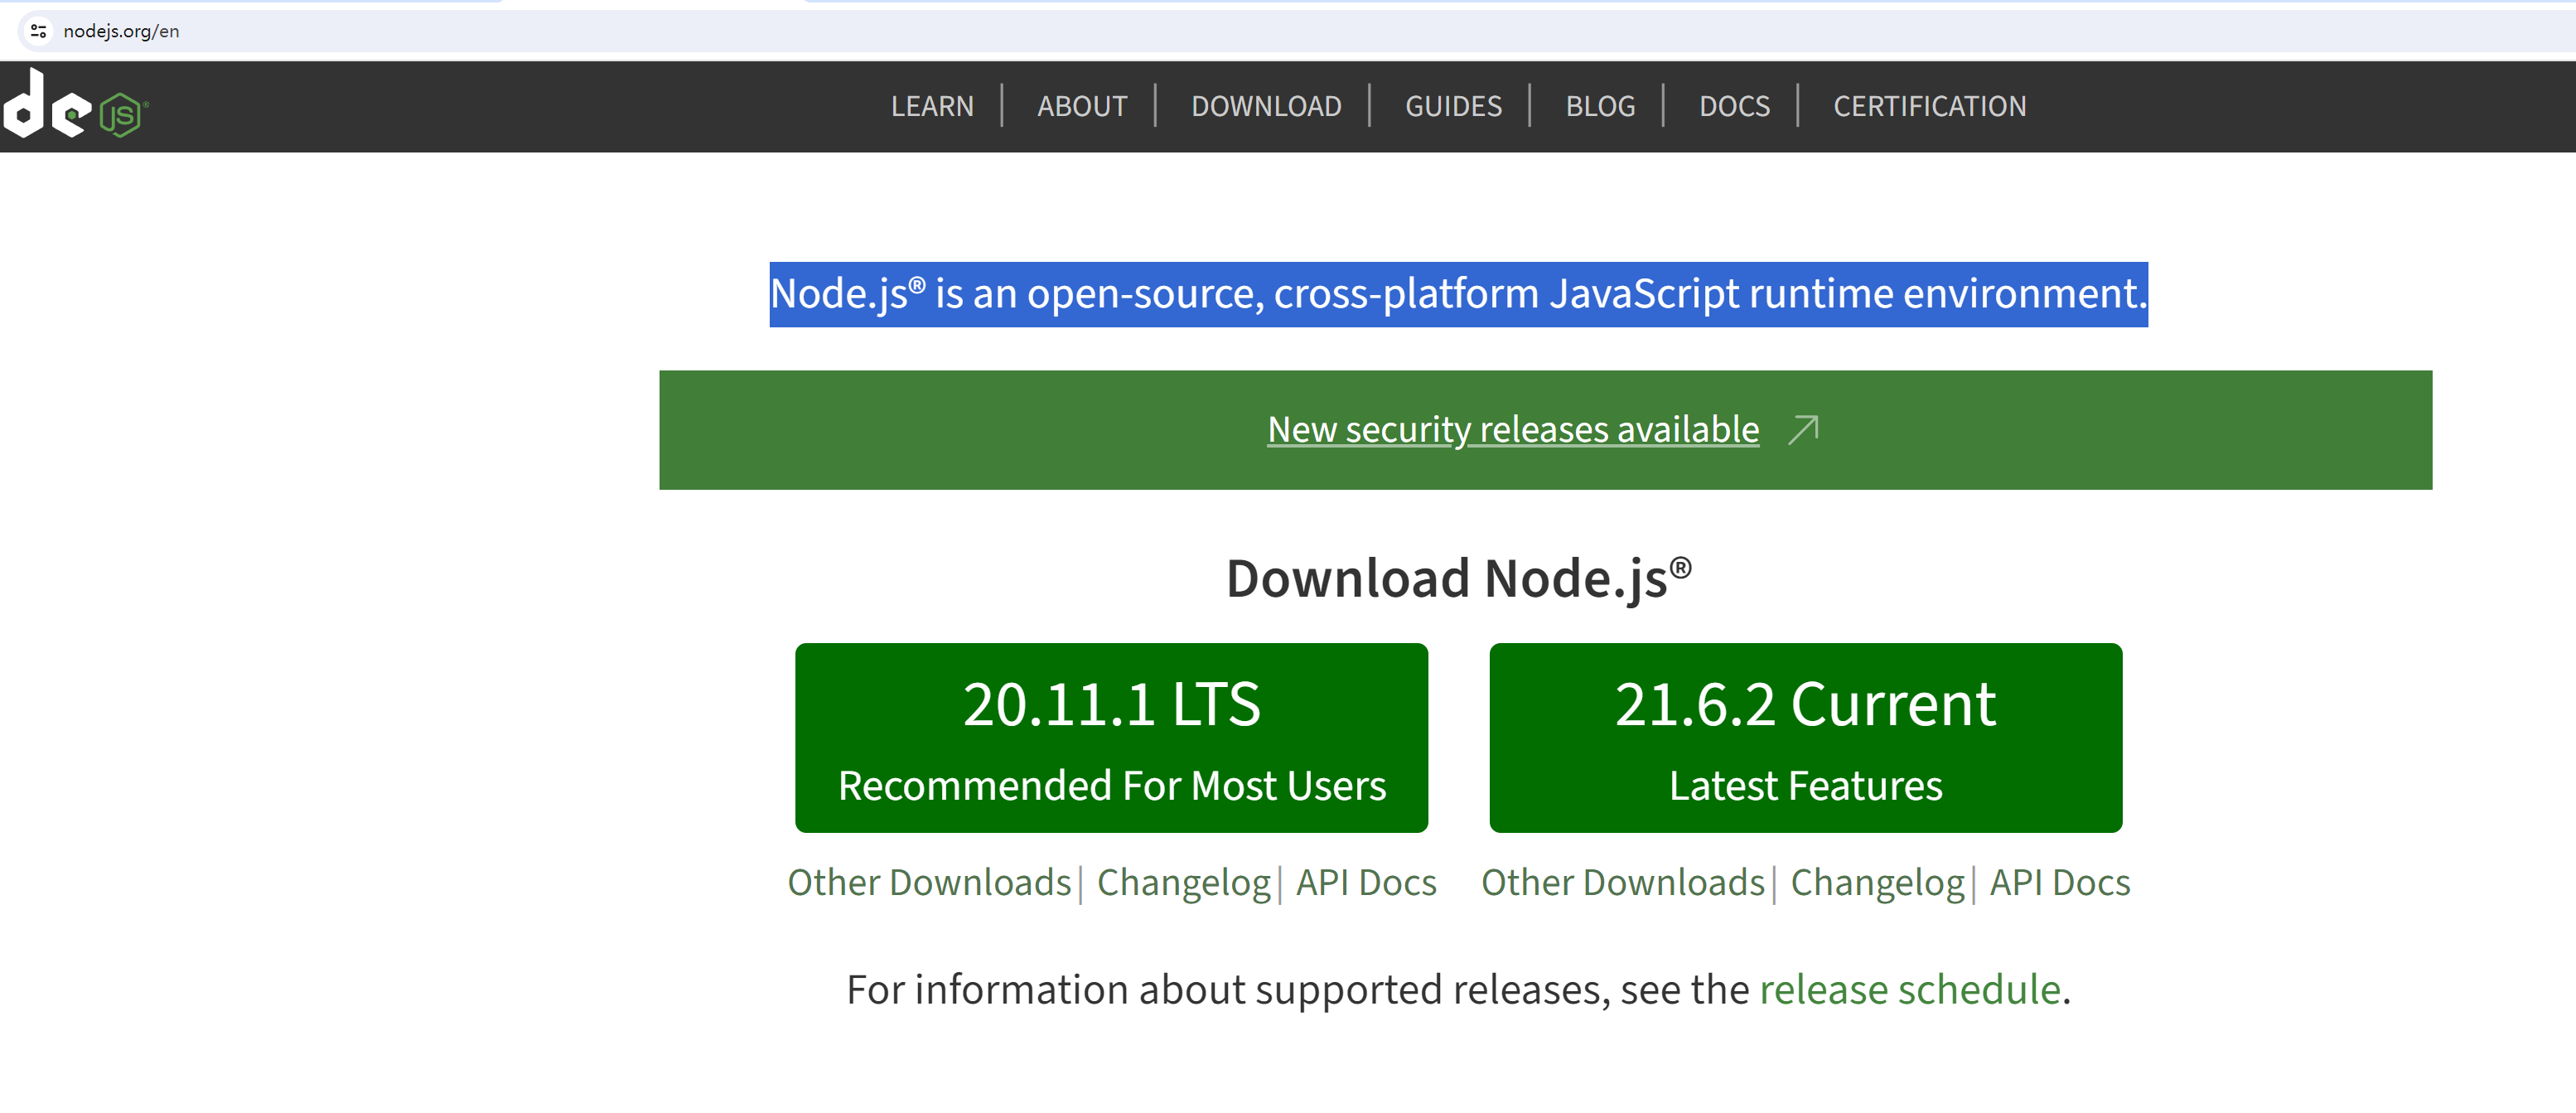 nodejs.org/en
de JS®
LEARN | ABOUT | DOWNLOAD | GUIDES | BLOG | DOCS | CERTIFICATION
Node.js® is an open-source, cross-platform JavaScript runtime environment.
New security releases available
Download Node.js®
20.11.1 LTS
Recommended For Most Users
21.6.2 Current
Latest Features
Other Downloads | Changelog | API Docs
Other Downloads | Changelog | API Docs
For information about supported releases, see the release schedule.